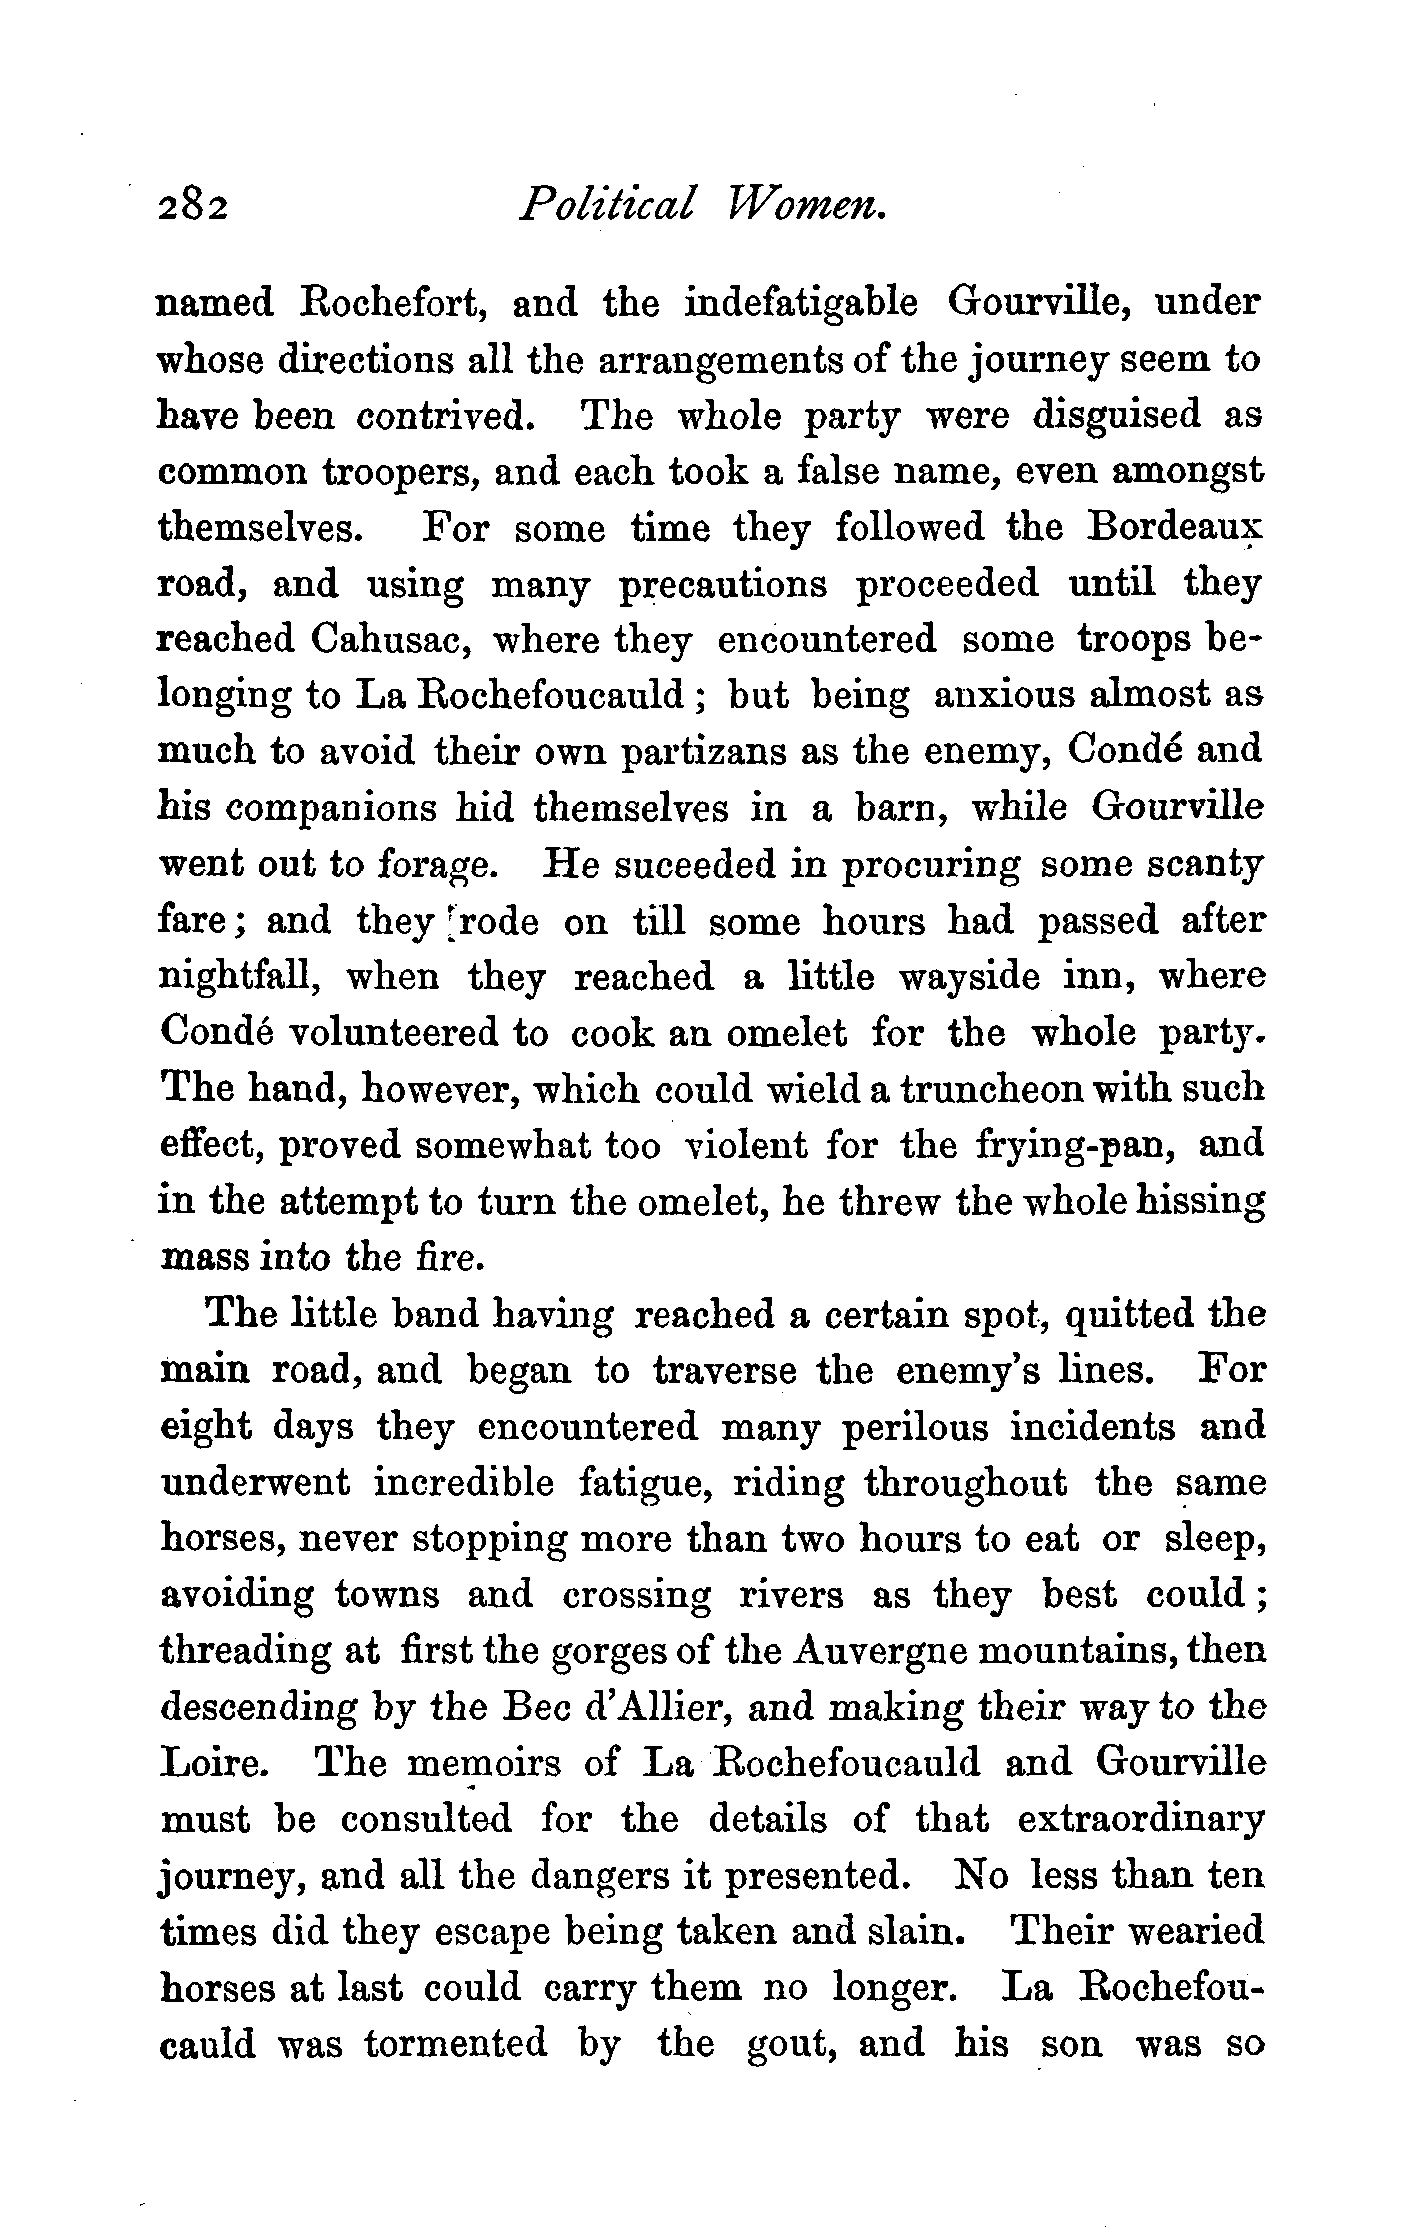 282 Political Women.
named Rochefort, and the indefatigable Gourville, under
whose directions all the arrangements of the journey seem to
have been contrived. The whole party were disguised as
common troopers, and each took a false name, even amongst
themselves. For some time they followed the Bordeaux
road, and using many precautions proceeded until they
reached Cahusac, where they encountered some troops be-
longing to La Rochefoucauld ; but being anxious almost as
much to avoid their own partizans as the enemy, Condé and
his companions hid themselves in a barn, while Gourville
went out to forage. He suceeded in procuring some scanty
fare ; and they rode on till some hours had passed after
nightfall, when they reached a little wayside inn, where
Condé volunteered to cook an omelet for the whole party.
The hand, however, which could wield a truncheon with such
effect, proved somewhat too violent for the frying-pan, and
in the attempt to turn the omelet, he threw the whole hissing
mass into the fire.
The little band having reached a certain spot, quitted the
main road, and began to traverse the enemy's lines. For
eight days they encountered many perilous incidents and
underwent incredible fatigue, riding throughout the same
horses, never stopping more than two hours to eat or sleep,
avoiding towns and crossing rivers as they best could ;
threading at first the gorges of the Auvergne mountains, then
descending by the Bec d'Allier, and making their way to the
Loire. The memoirs of La Rochefoucauld and Gourville
must be consulted for the details of that extraordinary
journey, and all the dangers it presented. No less than ten
times did they escape being taken and slain. Their wearied
horses at last could carry them no longer. La Rochefou-
cauld was tormented by the gout, and his son was so